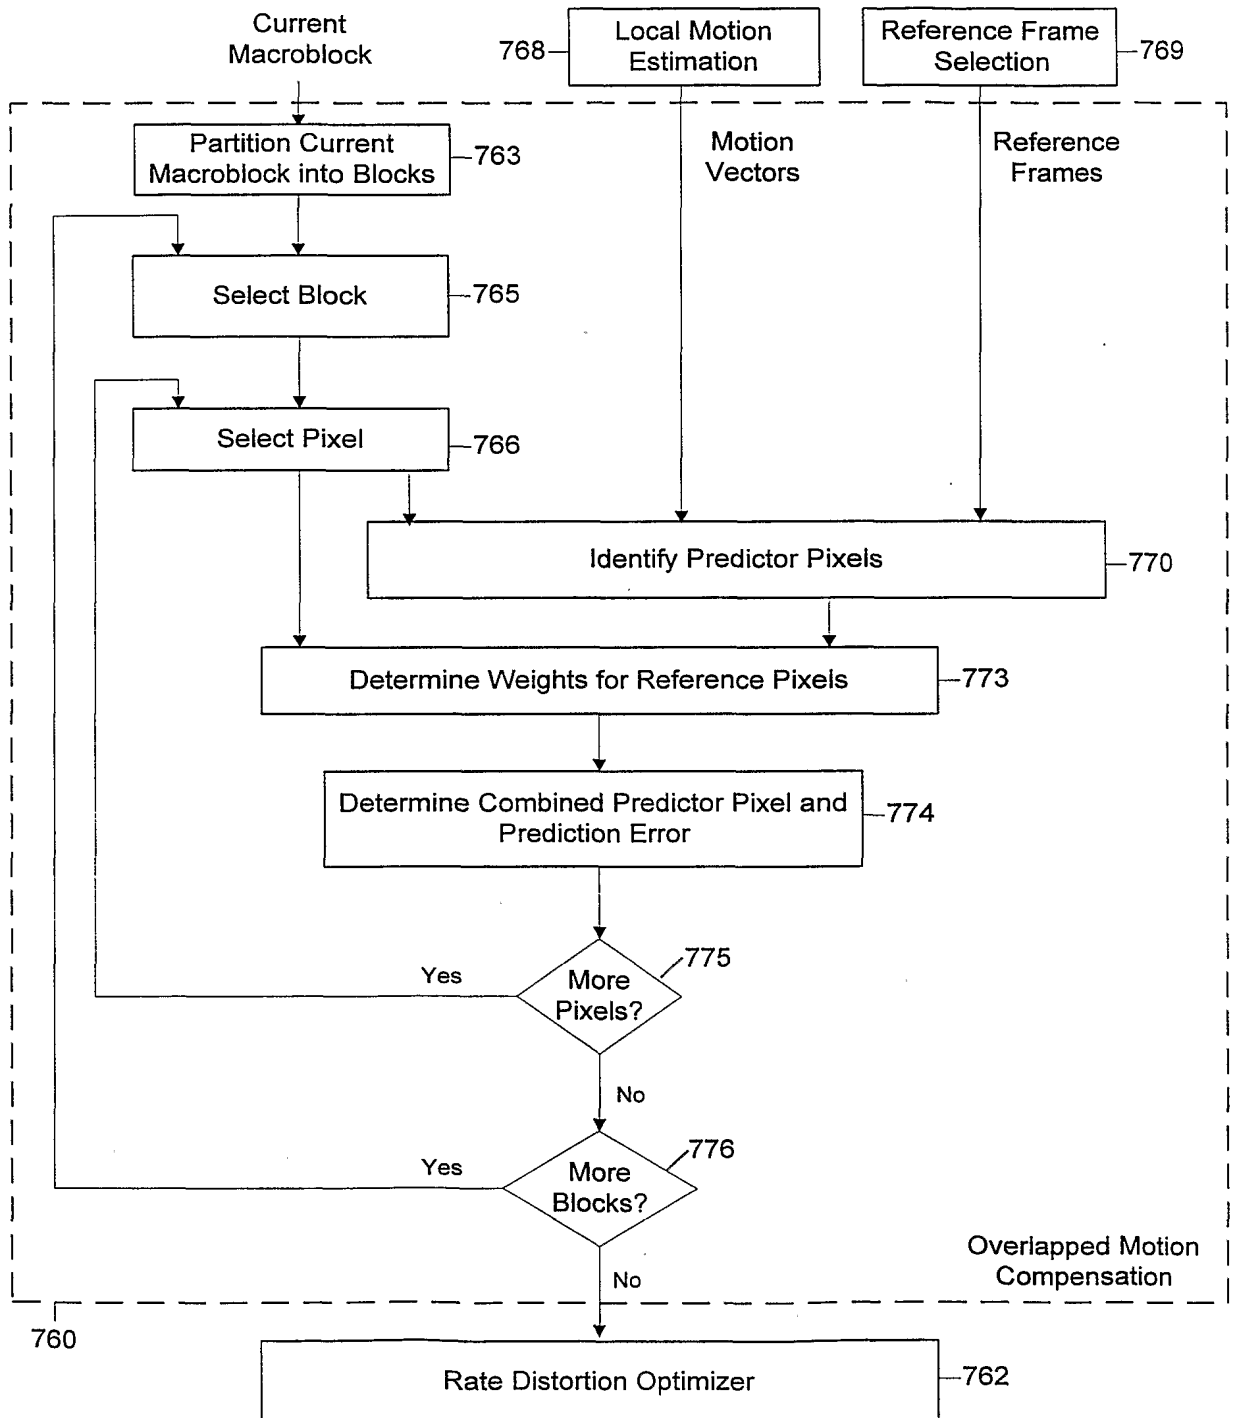 Current
Macroblock
768
Local Motion
Estimation
Reference Frame
Selection
769
Partition Current
Macroblock into Blocks
763
Motion
Vectors
Reference
Frames
Select Block
765
Select Pixel
766
Identify Predictor Pixels
770
Determine Weights for Reference Pixels
773
Determine Combined Predictor Pixel and
Prediction Error
774
775
Yes
More
Pixels?
No
776
Yes
More
Blocks?
No
Overlapped Motion
Compensation
760
Rate Distortion Optimizer
762